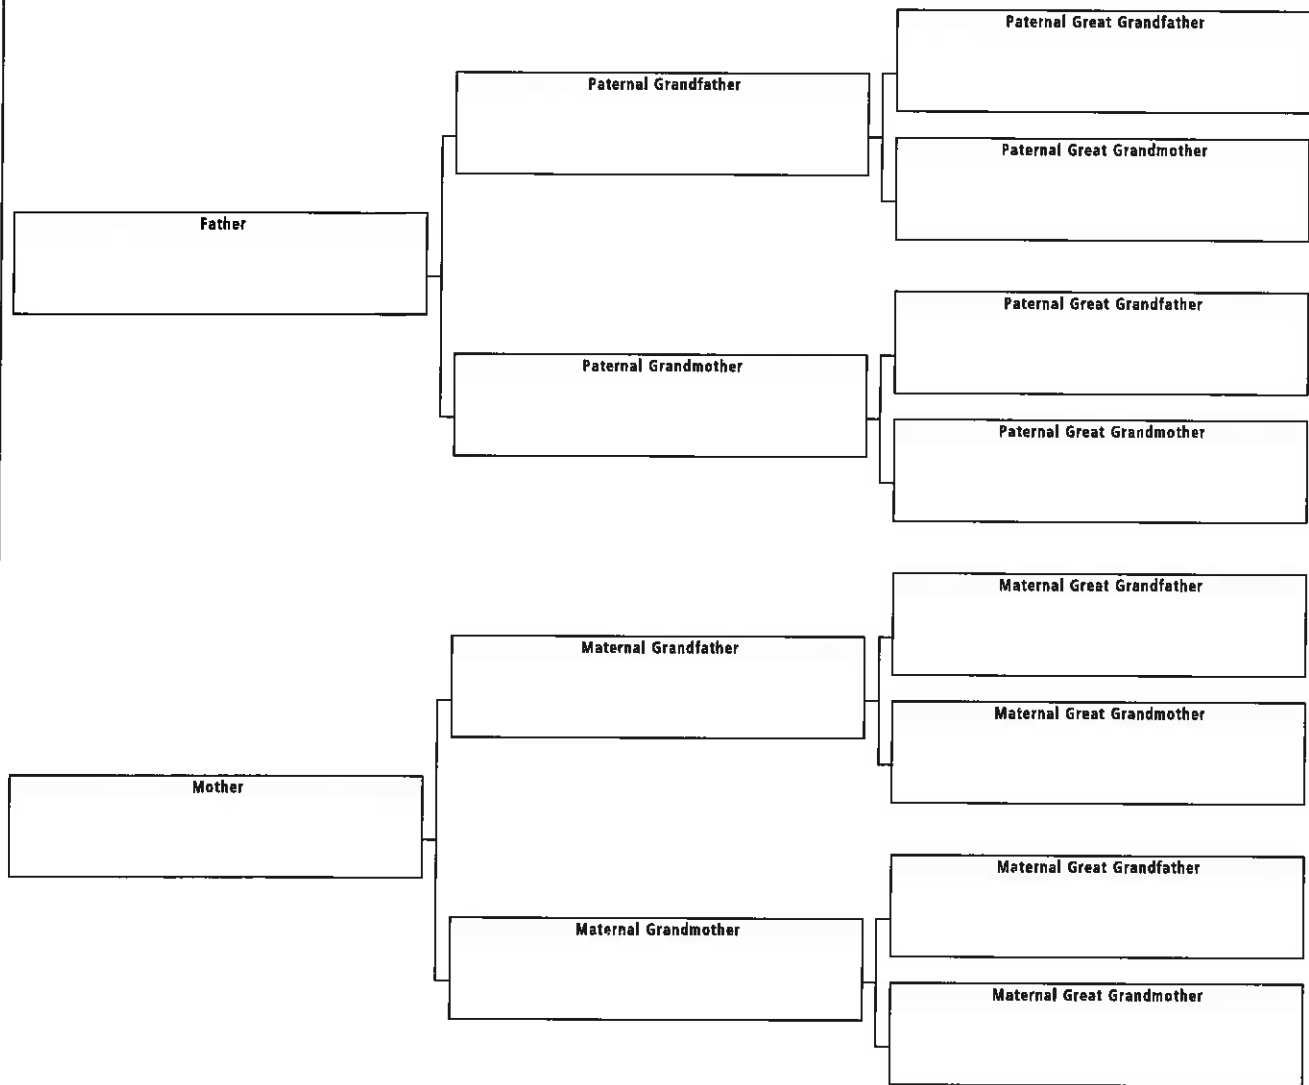 Paternal Great Grandfather
Paternal Grandfather
Paternal Great Grandmother
Father
Paternal Great Grandfather
Paternal Grandmother
Paternal Great Grandmother
Maternal Great Grandfather
Maternal Grandfather
Maternal Great Grandmother
Mother
Maternal Great Grandfather
Maternal Grandmother
Maternal Great Grandmother